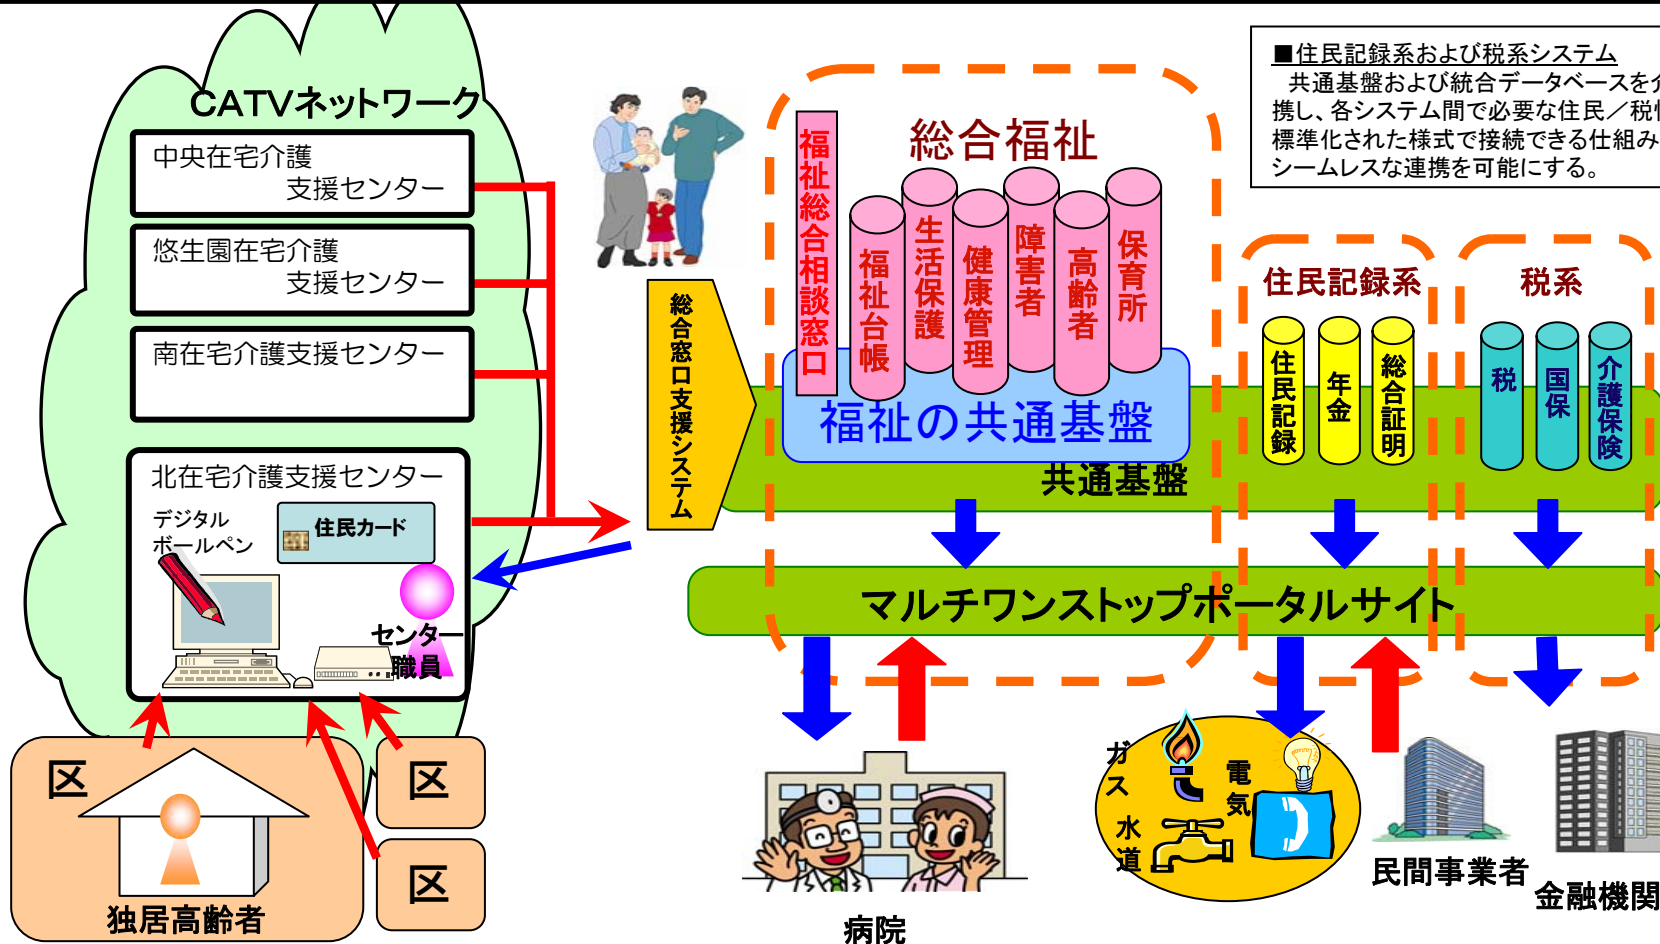 CATVネットワーク
中央在宅介護
支援センター
悠生園在宅介護
支援センター
南在宅介護支援センター
北在宅介護支援センター
デジタル
ボールペン
住民カード
センター
職員
区
区
区
独居高齢者
総合窓口支援システム
総合福祉
福祉総合相談窓口
福祉台帳
生活保護
健康管理
障害者
高齢者
保育所
福祉の共通基盤
共通基盤
■住民記録系および税系システム
共通基盤および統合データベースを介
携し、各システム間で必要な住民／税情
標準化された様式で接続できる仕組み
シームレスな連携を可能にする。
住民記録系
住民記録
年金
総合証明
税系
税
国保
介護保険
マルチワンストップポータルサイト
病院
ガス
電気
水道
民間事業者
金融機関